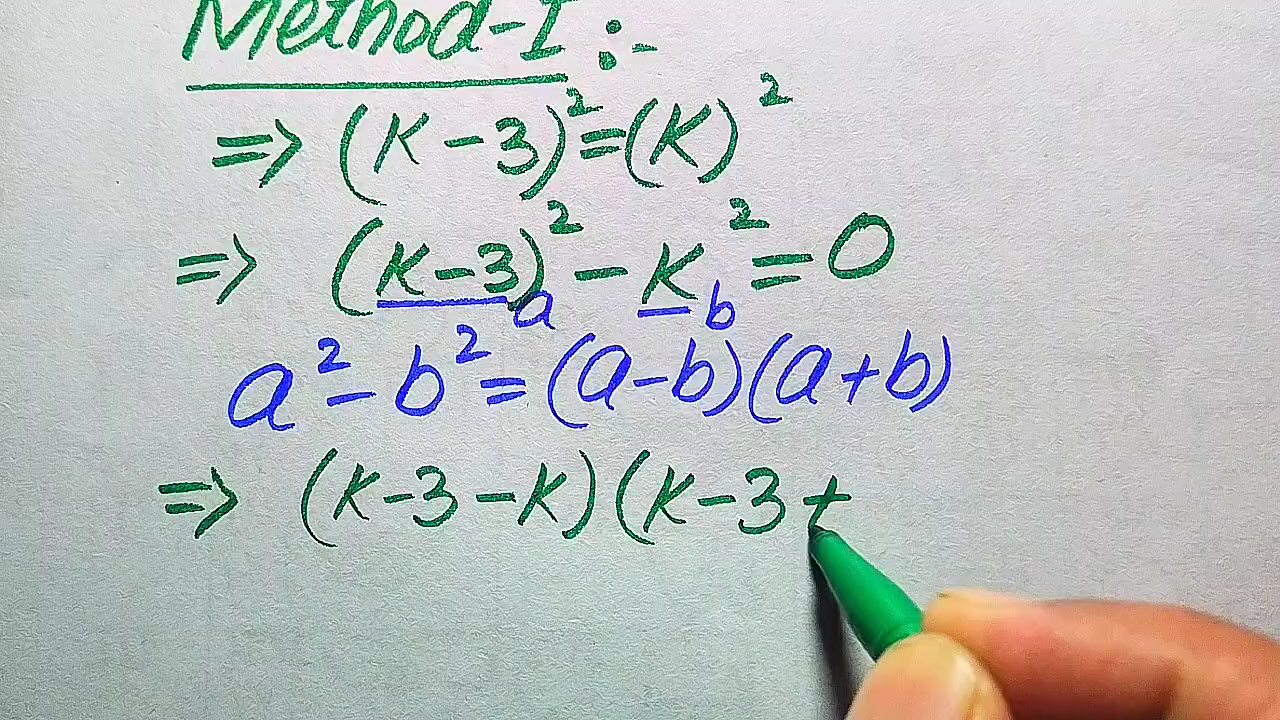 Method-I :-
=> (K-3)²=(K)²
=> (K-3)² - K² = 0
a b
a² - b² = (a-b)(a+b)
=> (K-3-K)(K-3+